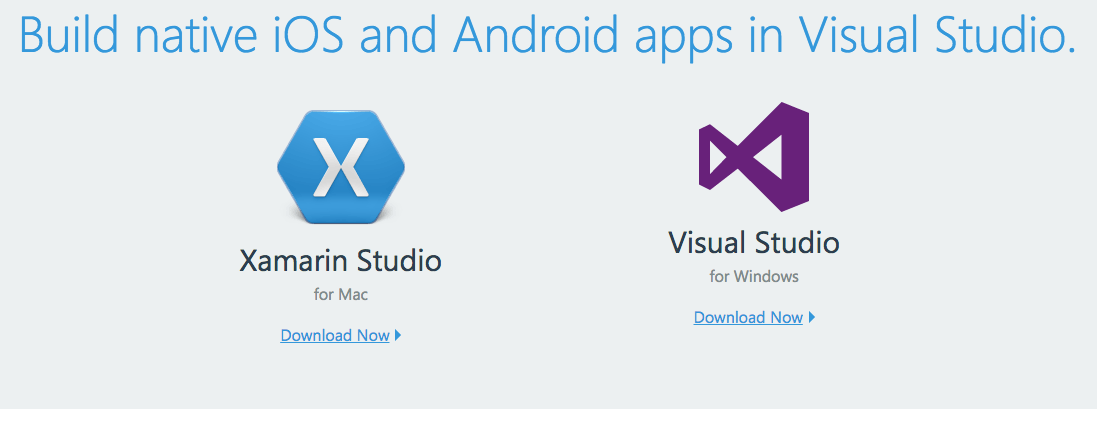 Build native iOS and Android apps in Visual Studio.
X
Xamarin Studio
for Mac
Download Now
Visual Studio
for Windows
Download Now